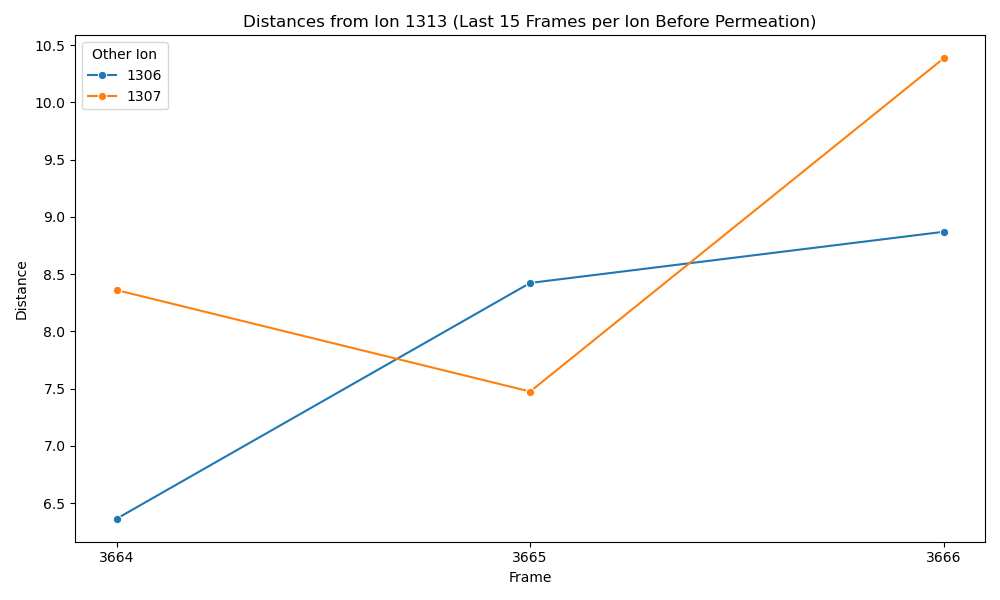 Distances from Ion 1313 (Last 15 Frames per Ion Before Permeation)
Other Ion
1306
1307
Distance
10.5
10.0
9.5
9.0
8.5
8.0
7.5
7.0
6.5
3664 3665 3666
Frame